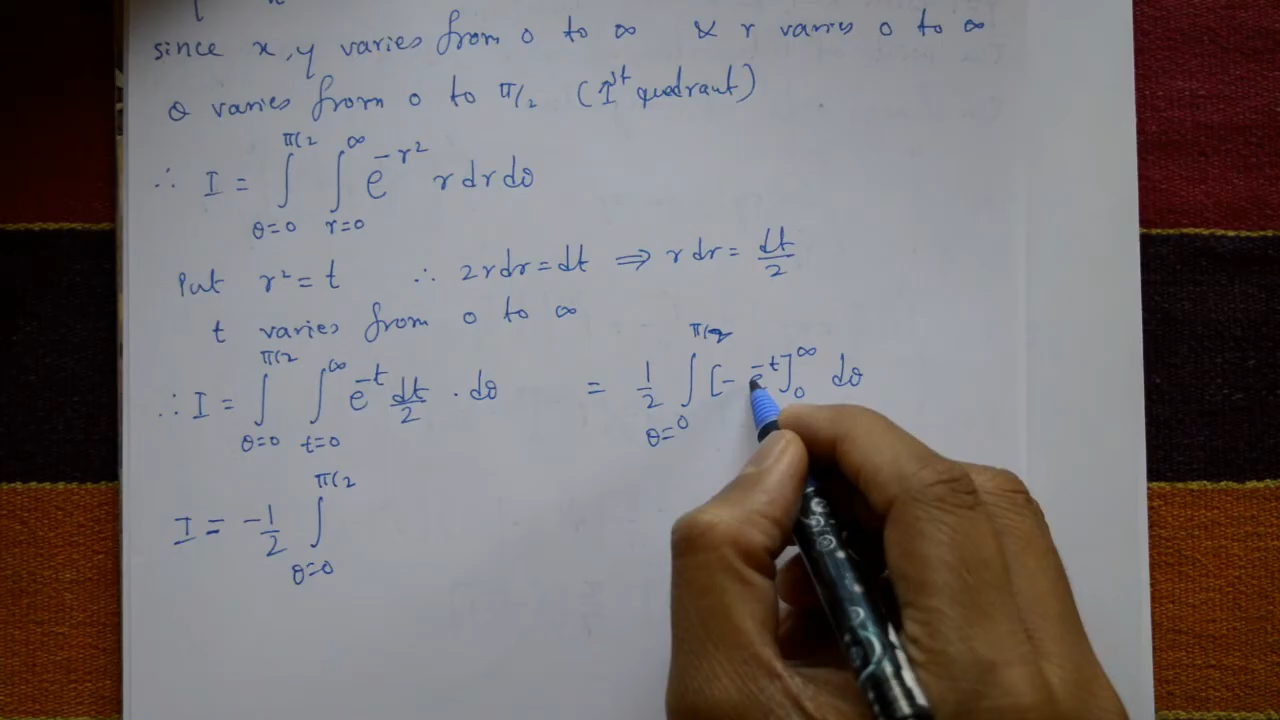 since x, y varies from 0 to ∞ & r varies 0 to ∞
θ varies from 0 to π/2 (Ist quadrant)
∴ I = ∫_{θ=0}^{π/2} ∫_{r=0}^{∞} e^{-r²} r dr dθ
Put r² = t ∴ 2rdr = dt ⇒ r dr = dt/2
t varies from 0 to ∞
∴ I = ∫_{θ=0}^{π/2} ∫_{t=0}^{∞} e^{-t} dt/2 . dθ = 1/2 ∫_{θ=0}^{π/2} [- e^{-t}]_0^∞ dθ
I = -1/2 ∫_{θ=0}^{π/2}